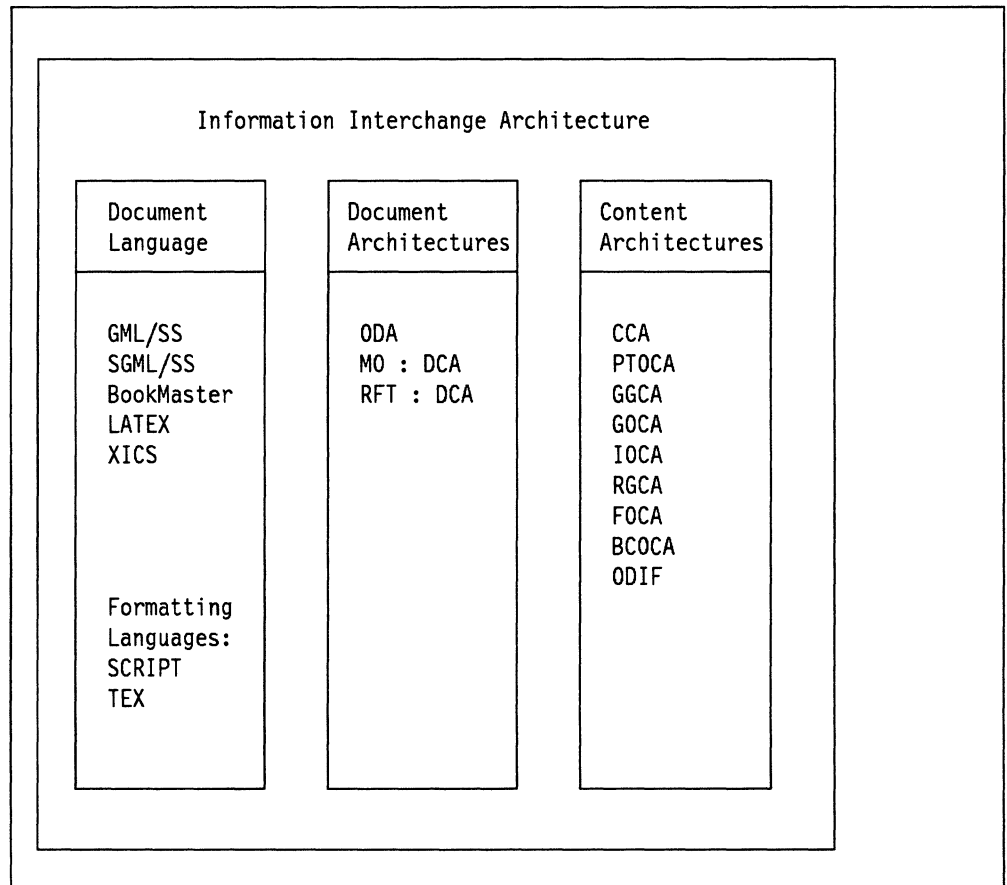 Information Interchange Architecture
Document
Language
GML/SS
SGML/SS
BookMaster
LATEX
XICS
Formatting
Languages:
SCRIPT
TEX
Document
Architectures
ODA
MO : DCA
RFT : DCA
Content
Architectures
CCA
PTOCA
GGCA
GOCA
IOCA
RGCA
FOCA
BCOCA
ODIF